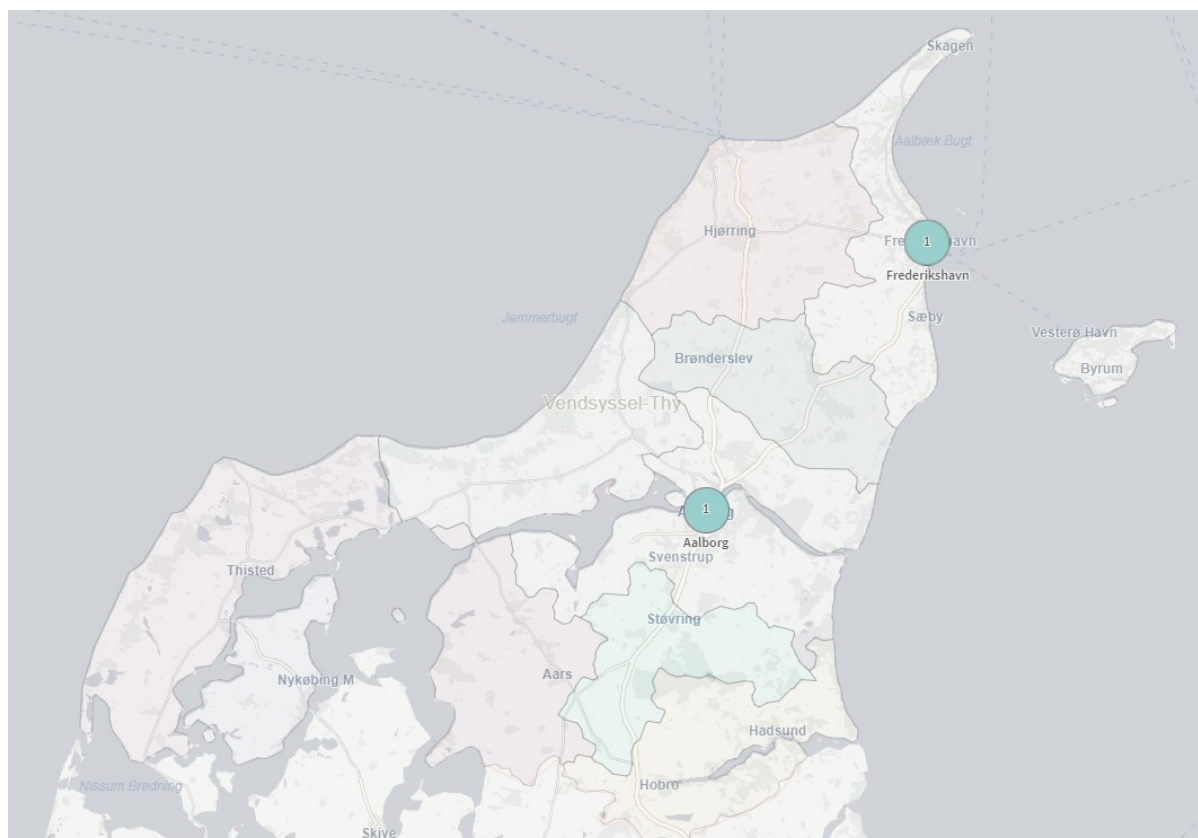 Skagen
Aalbæk Bugt
Hjørring
1
Frederikshavn
Sæby
Jammerbugt
Vesterø Havn
Brønderslev
Byrum
Vendsyssel-Thy
1
Aalborg
Svenstrup
Thisted
Støvring
Aars
Nykøbing M
Hadsund
Nissum Bredning
Hobro
Skive